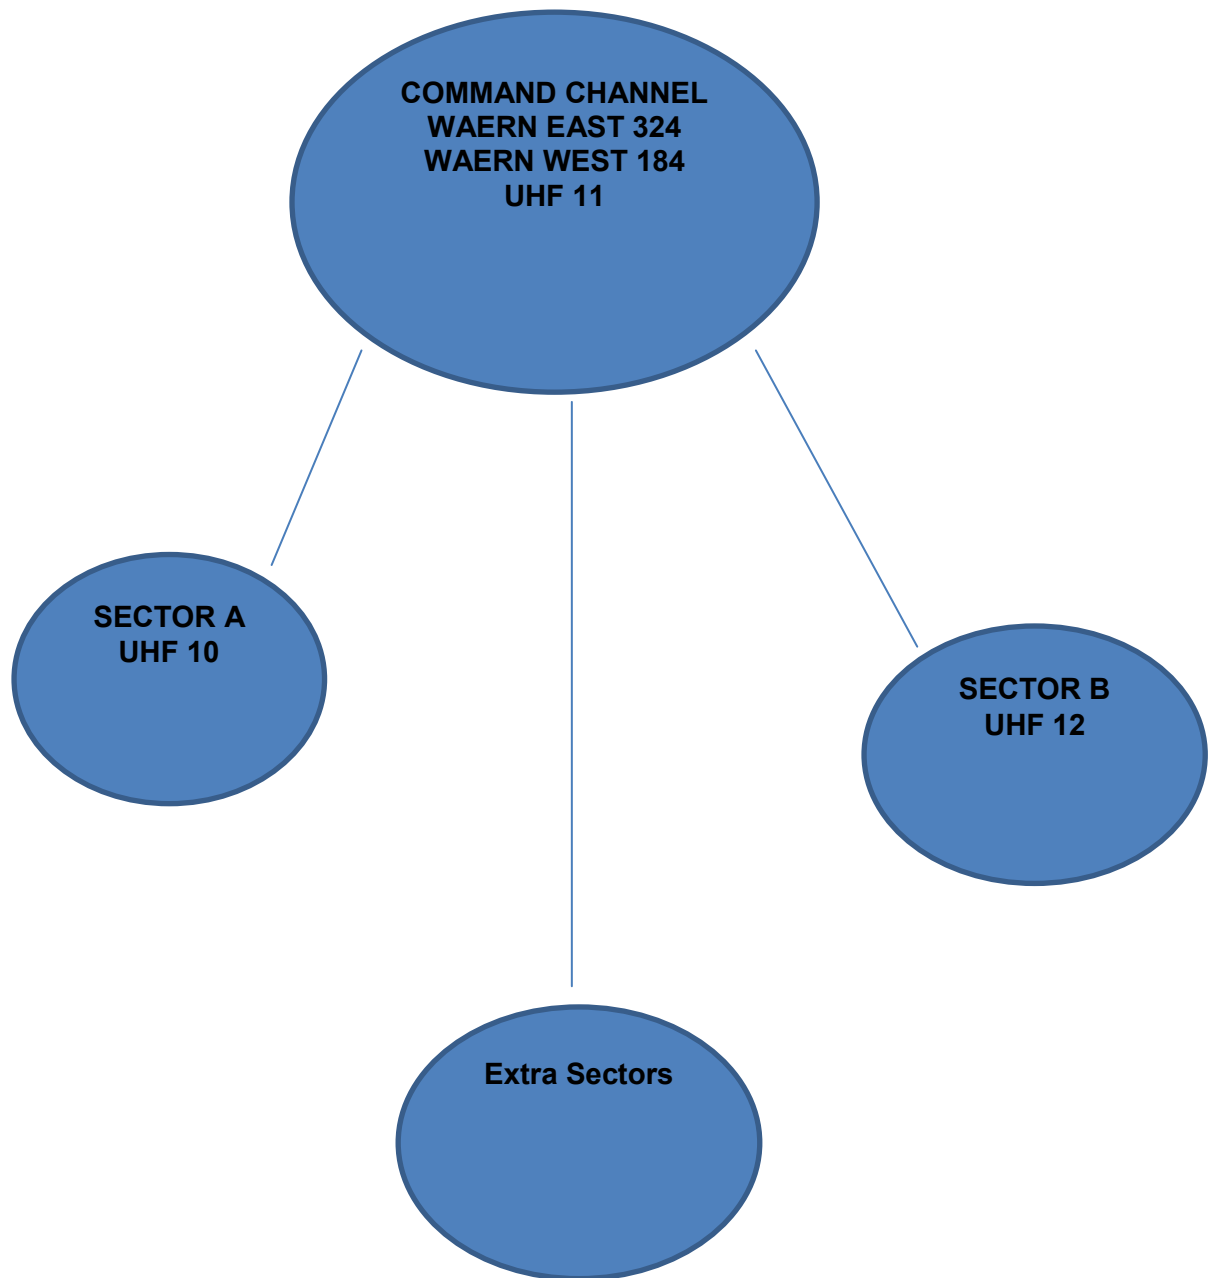 COMMAND CHANNEL
WAERN EAST 324
WAERN WEST 184
UHF 11
SECTOR A
UHF 10
SECTOR B
UHF 12
Extra Sectors